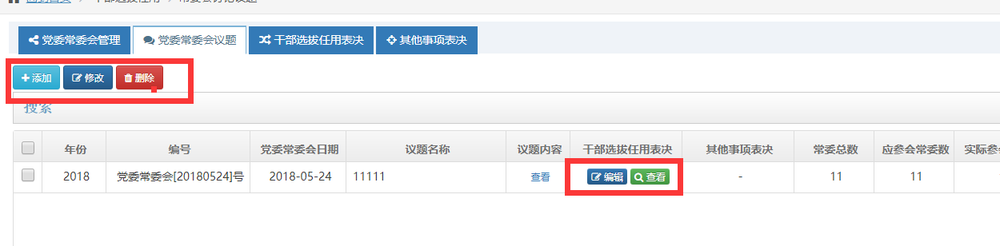 党委常委会管理 党委常委会议题 干部选拔任用表决 其他事项表决
添加 修改 删除
搜索
年份 编号 党委常委会日期 议题名称 议题内容 干部选拔任用表决 其他事项表决 常委总数 应参会常委数 实际参会
2018 党委常委会[20180524]号 2018-05-24 11111 查看 编辑 查看 - 11 11